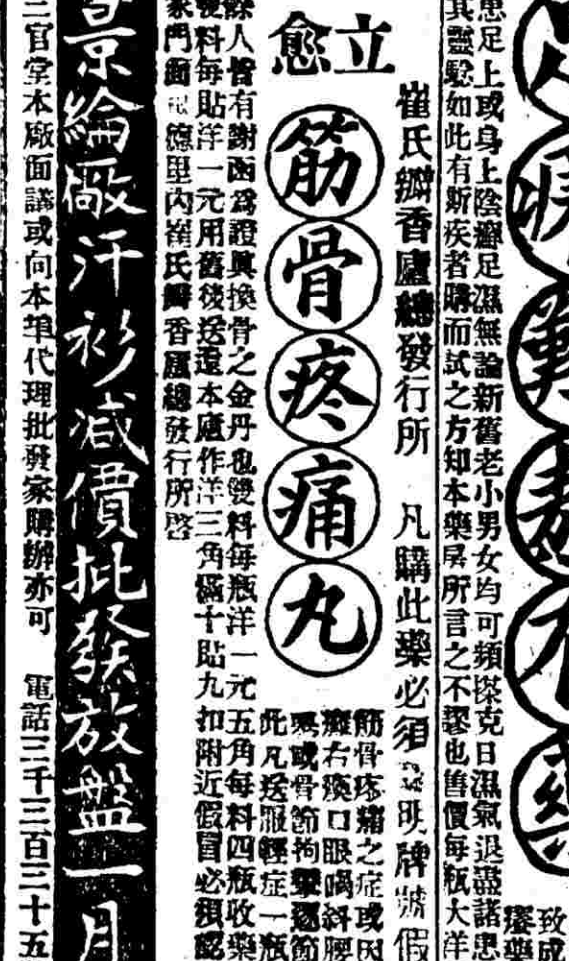 致成
患足上或身上陰癬足濕無論新舊老小男女均可頻搽克日濕氣退盡諸患
其靈驗如此有斯疾者購而試之方知本藥房所言之不謬也售價每瓶大洋
崔氏瓣香廬總發行所 凡購此藥必須 明牌號假
立愈
筋骨疼痛丸
筋骨疼痛之症或因
癱右瘓口眼喎斜腰
或骨節拘攣逐節
此凡送服輕症一瓶
餘人皆有謝函為證眞換骨之金丹也雙料每瓶洋一元五角每料四瓶收藥
雙料每貼洋一元用舊後送還本廬作洋三角滿十貼九扣附近假冒必須認
家門面 德里內崔氏瓣香廬總發行所啓
景綸廠汗衫減價批發放盤一月
三官堂本廠面議或向本埠代理批發家購辦亦可 電話三千三百三十五